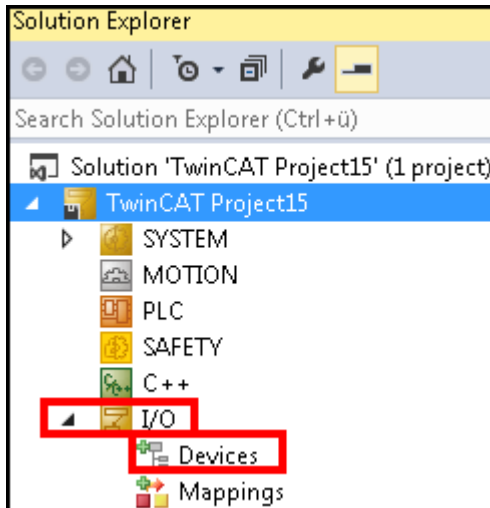 Solution Explorer
Search Solution Explorer (Ctrl+ü)
Solution 'TwinCAT Project15' (1 project)
TwinCAT Project15
SYSTEM
MOTION
PLC
SAFETY
C++
I/O
Devices
Mappings